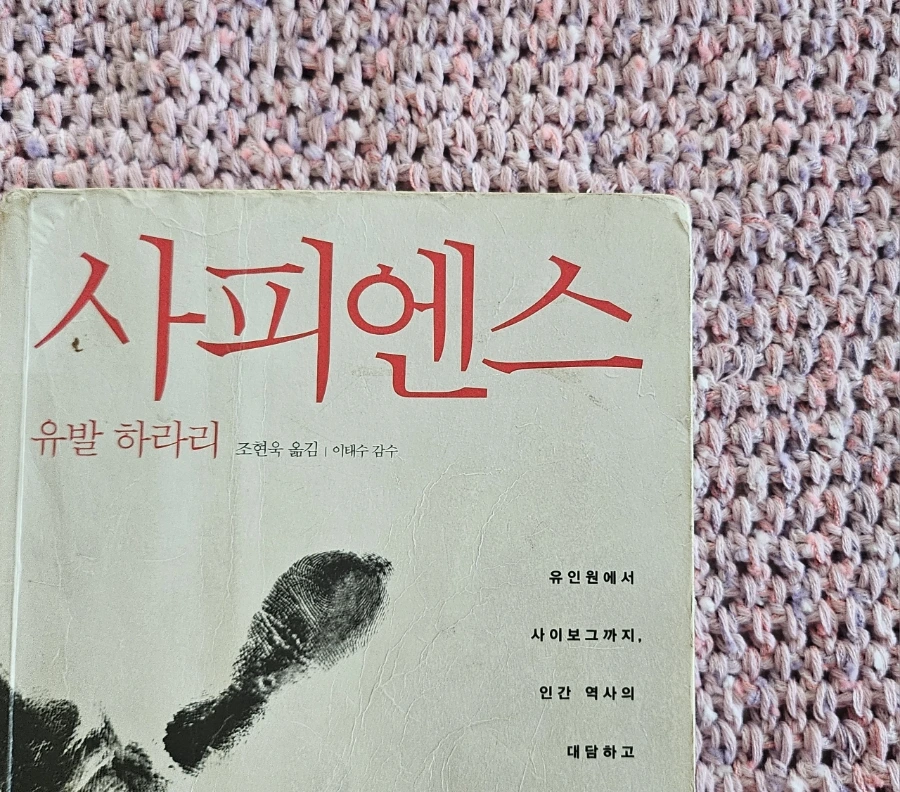 사피엔스
유발 하라리 조현욱 옮김 | 이태수 감수
유인원에서
사이보그까지,
인간 역사의
대담하고